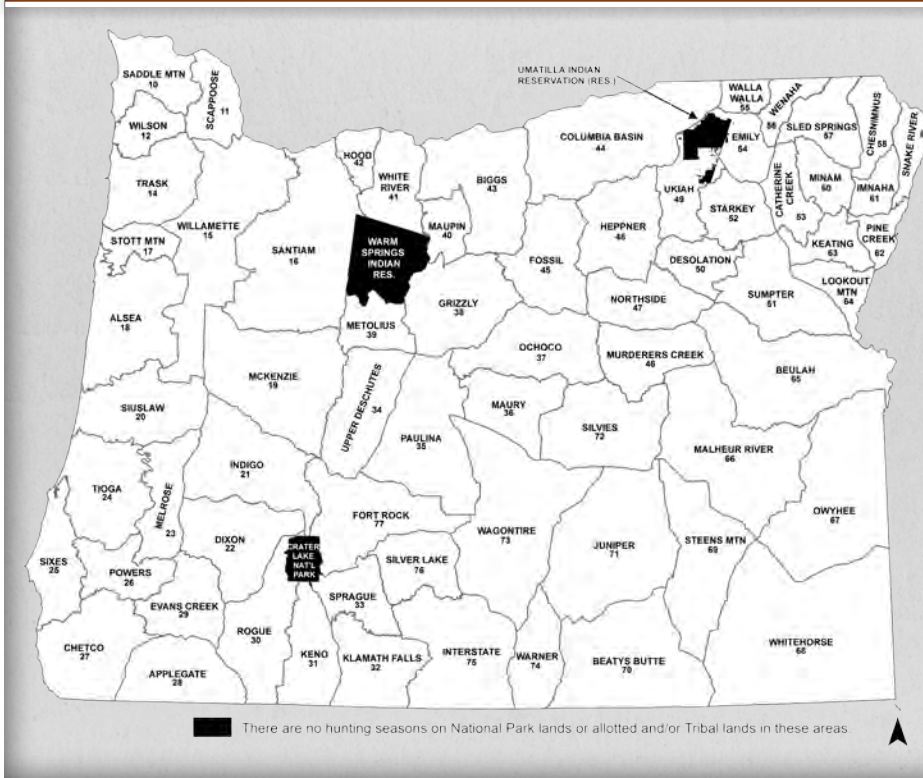 UMATILLA INDIAN
RESERVATION (RES.)
SADDLE MTN
10
SCAPPOOSE
11
WILSON
12
TRASK
14
WILLAMETTE
15
STOTT MTN
17
ALSEA
18
SANTIAM
16
HOOD
42
WHITE
RIVER
41
BIGGS
43
MAUPIN
40
WARM
SPRINGS
INDIAN
RES.
METOLIUS
39
GRIZZLY
38
COLUMBIA BASIN
44
FOSSIL
45
HEPPNER
UKIAH
49
EMILY
54
WALLA
WALLA
55
WENAHA
56
SLED SPRINGS
57
CHESNIMNUS
58
SNAKE RIVER
MINAM
60
IMNAHA
61
CATHERINE
CREEK
53
STARKEY
52
KEATING
63
PINE
CREEK
62
LOOKOUT
MTN
64
DESOLATION
50
SUMPTER
51
NORTHSIDE
47
OCHOCO
37
MURDERERS CREEK
46
BEULAH
65
MCKENZIE
19
UPPER DESCHUTES
34
MAURY
36
PAULINA
35
SILVIES
72
MALHEUR RIVER
66
SIUSLAW
20
INDIGO
21
TIOGA
24
MELROSE
23
DIXON
22
FORT ROCK
77
WAGONTIRE
73
JUNIPER
71
STEENS MTN
69
OWYHEE
67
SIXES
25
POWERS
26
EVANS CREEK
29
CRATER
LAKE
NAT'L
PARK
SILVER LAKE
76
SPRAGUE
33
CHETCO
27
APPLEGATE
28
ROGUE
30
KENO
31
KLAMATH FALLS
32
INTERSTATE
75
WARNER
74
BEATYS BUTTE
70
WHITEHORSE
68
There are no hunting seasons on National Park lands or allotted and/or Tribal lands in these areas.